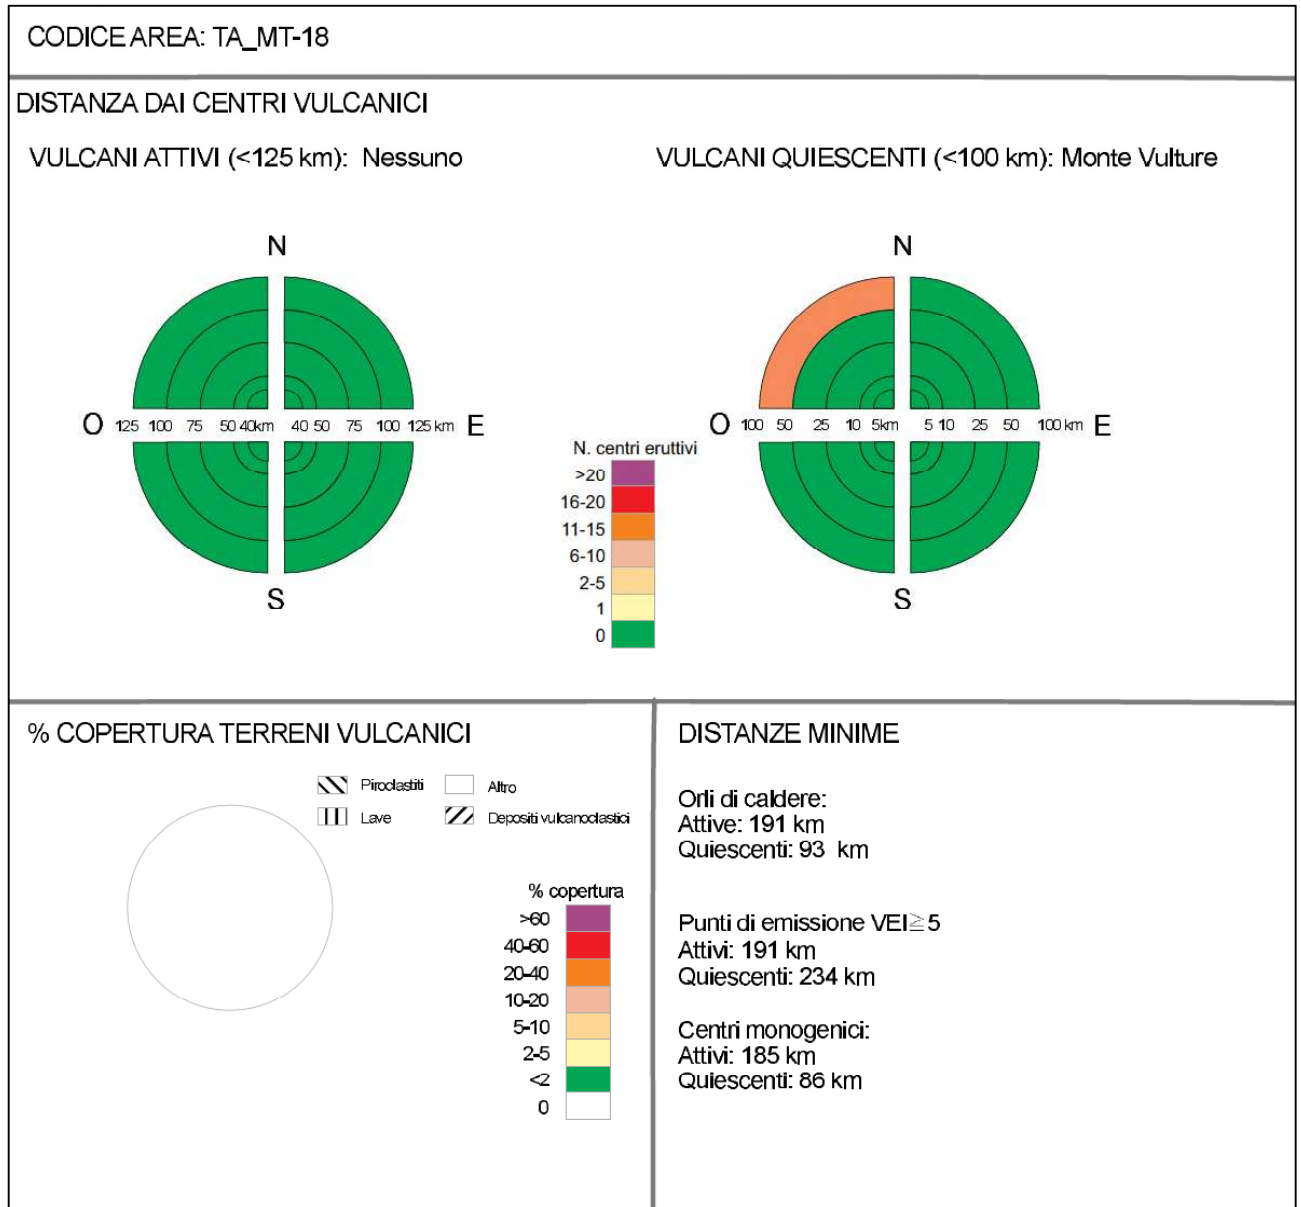 CODICE AREA: TA_MT-18
DISTANZA DAI CENTRI VULCANICI
VULCANI ATTIVI (<125 km): Nessuno
VULCANI QUIESCENTI (<100 km): Monte Vulture
N
O 125 100 75 50 40km 40 50 75 100 125 km E
S
N
O 100 50 25 10 5km 5 10 25 50 100 km E
S
N. centri eruttivi
>20
16-20
11-15
6-10
2-5
1
0
% COPERTURA TERRENI VULCANICI
Piroclastiti
Altro
Lave
Depositi vulcanoclastici
% copertura
>60
40-60
20-40
10-20
5-10
2-5
<2
0
DISTANZE MINIME
Orli di caldere:
Attive: 191 km
Quiescenti: 93 km
Punti di emissione VEI≧5
Attivi: 191 km
Quiescenti: 234 km
Centri monogenici:
Attivi: 185 km
Quiescenti: 86 km